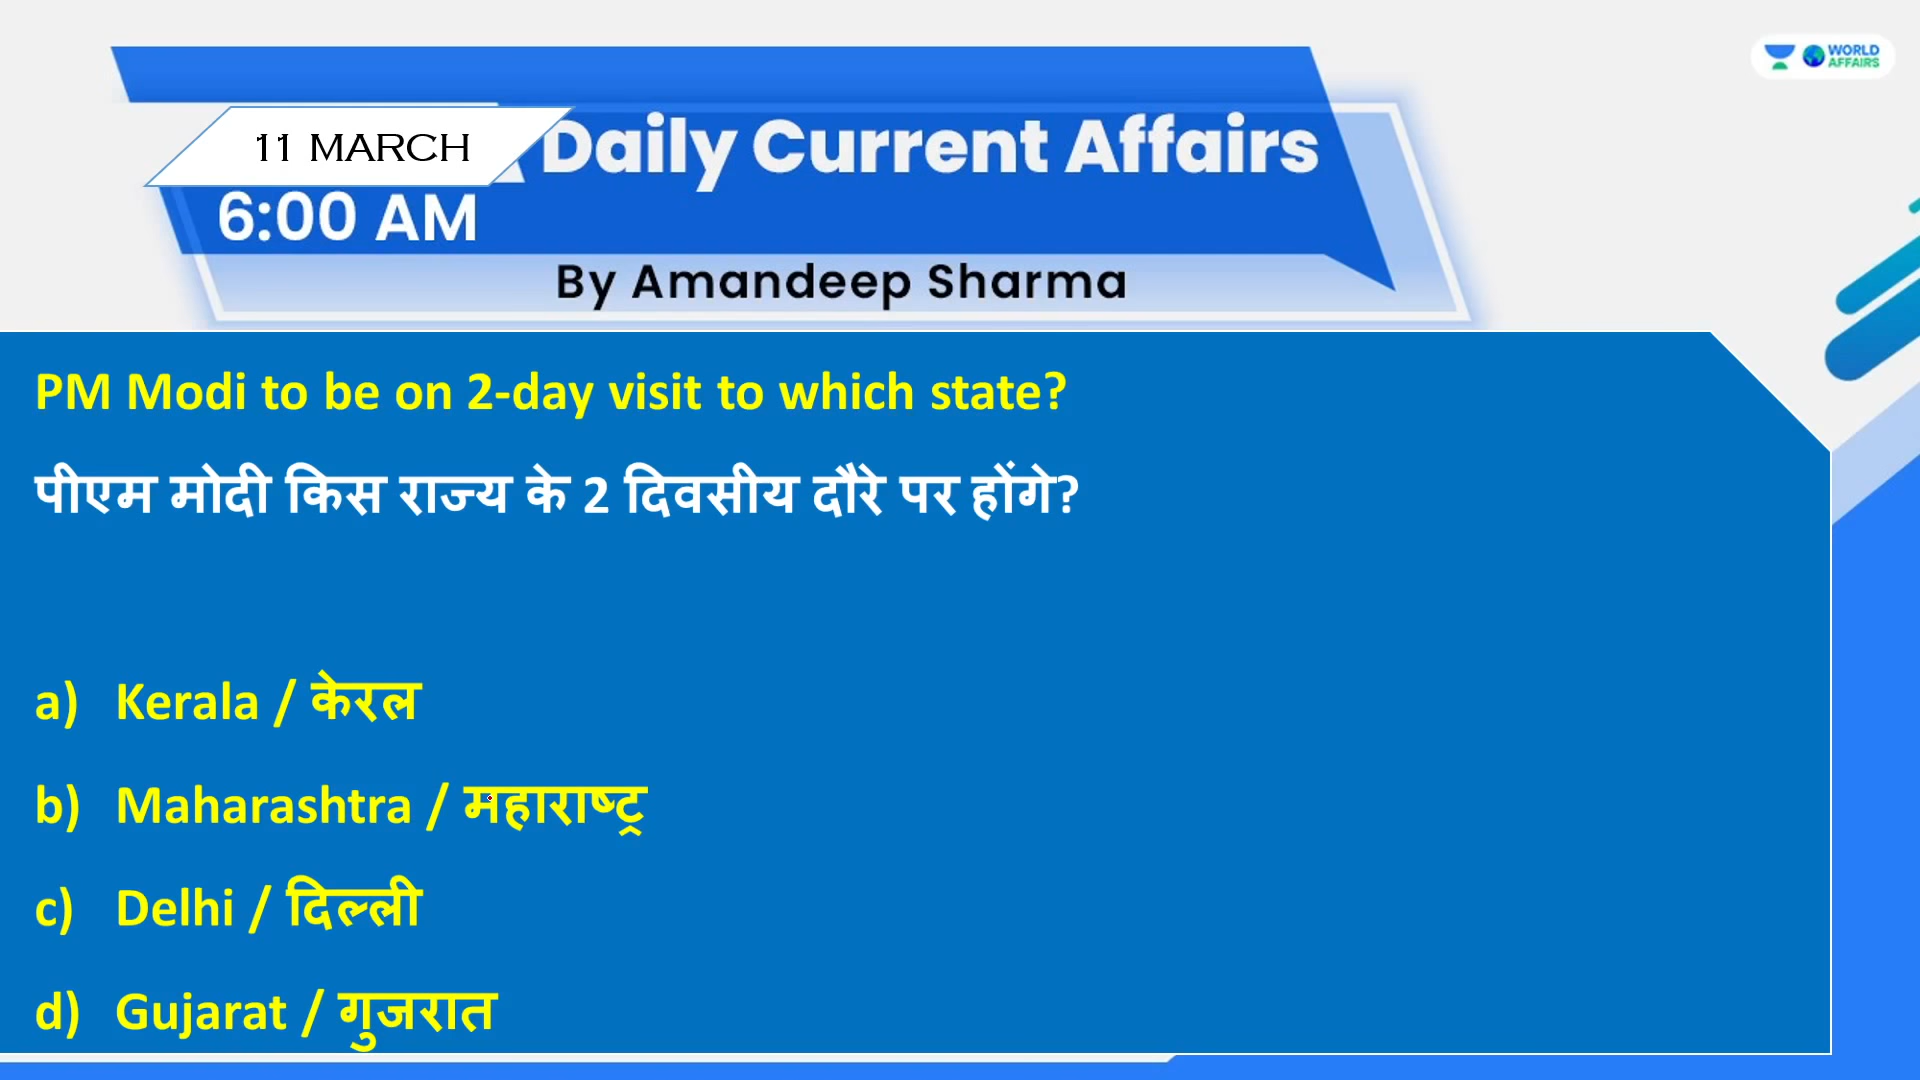 WORLD
AFFAIRS
11 MARCH
Daily Current Affairs
6:00 AM
By Amandeep Sharma
PM Modi to be on 2-day visit to which state?
पीएम मोदी किस राज्य के 2 दिवसीय दौरे पर होंगे?
a) Kerala / केरल
b) Maharashtra / महाराष्ट्र
c) Delhi / दिल्ली
d) Gujarat / गुजरात